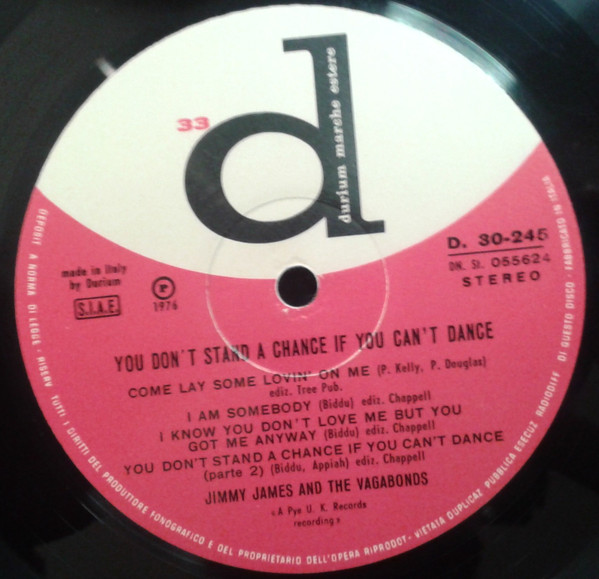 33
d
durium marche estere
D. 30-245
DN. St. 055624
STEREO
made in Italy
by Durium
S.I.A.E.
P
1976
YOU DON'T STAND A CHANCE IF YOU CAN'T DANCE
COME LAY SOME LOVIN' ON ME (P. Kelly, P. Douglas)
ediz. Tree Pub.
I AM SOMEBODY (Biddu) ediz. Chappell
I KNOW YOU DON'T LOVE ME BUT YOU
GOT ME ANYWAY (Biddu) ediz. Chappell
YOU DON'T STAND A CHANCE IF YOU CAN'T DANCE
(parte 2) (Biddu, Appiah) ediz. Chappell
JIMMY JAMES AND THE VAGABONDS
«A Pye U. K. Records
recording»
DEPOSIT A NORMA DI LEGGE - RISERV. TUTTI I DIRITTI DEL PRODUTTORE FONOGRAFICO E DEL PROPRIETARIO DELL'OPERA RIPRODOT. - VIETATA DUPLICAZ PUBBLICA ESECUZ RADIODIFF DI QUESTO DISCO - FABBRICATO IN ITALIA